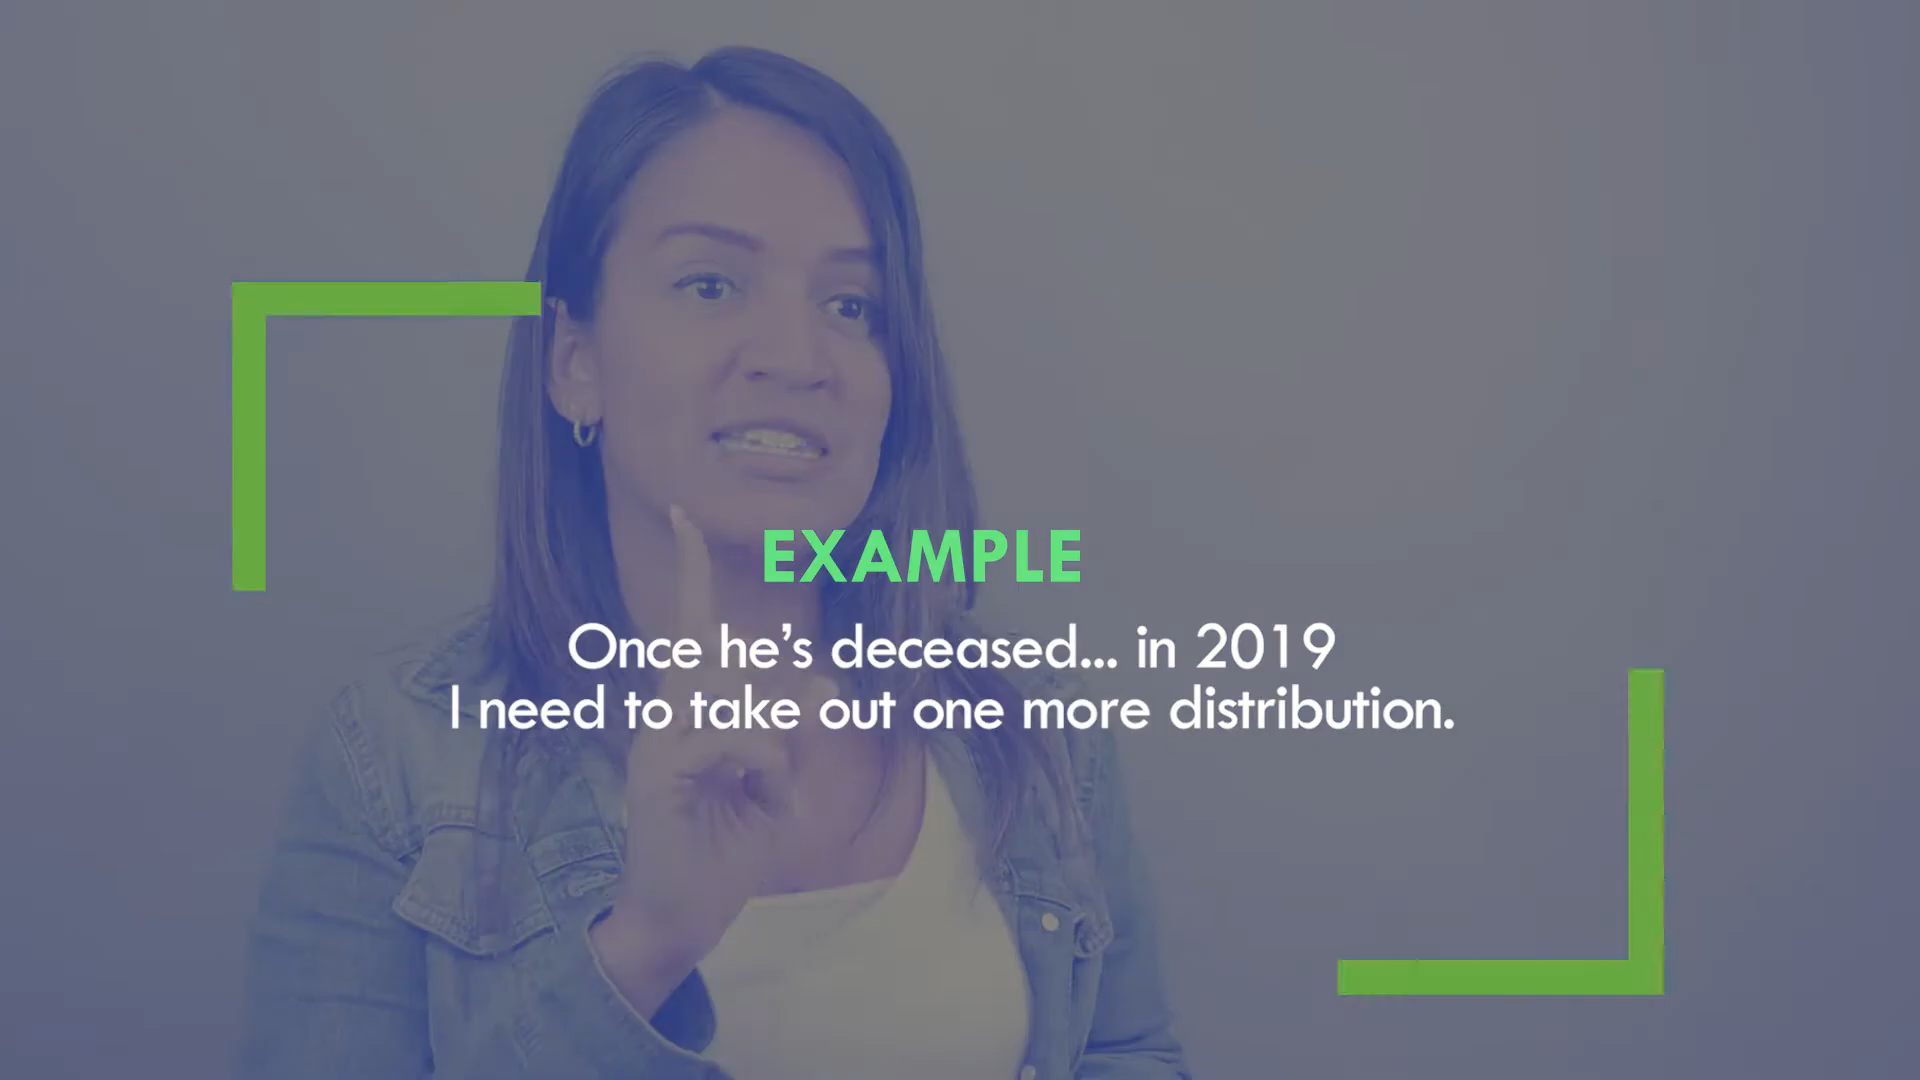 EXAMPLE
Once he’s deceased... in 2019
I need to take out one more distribution.